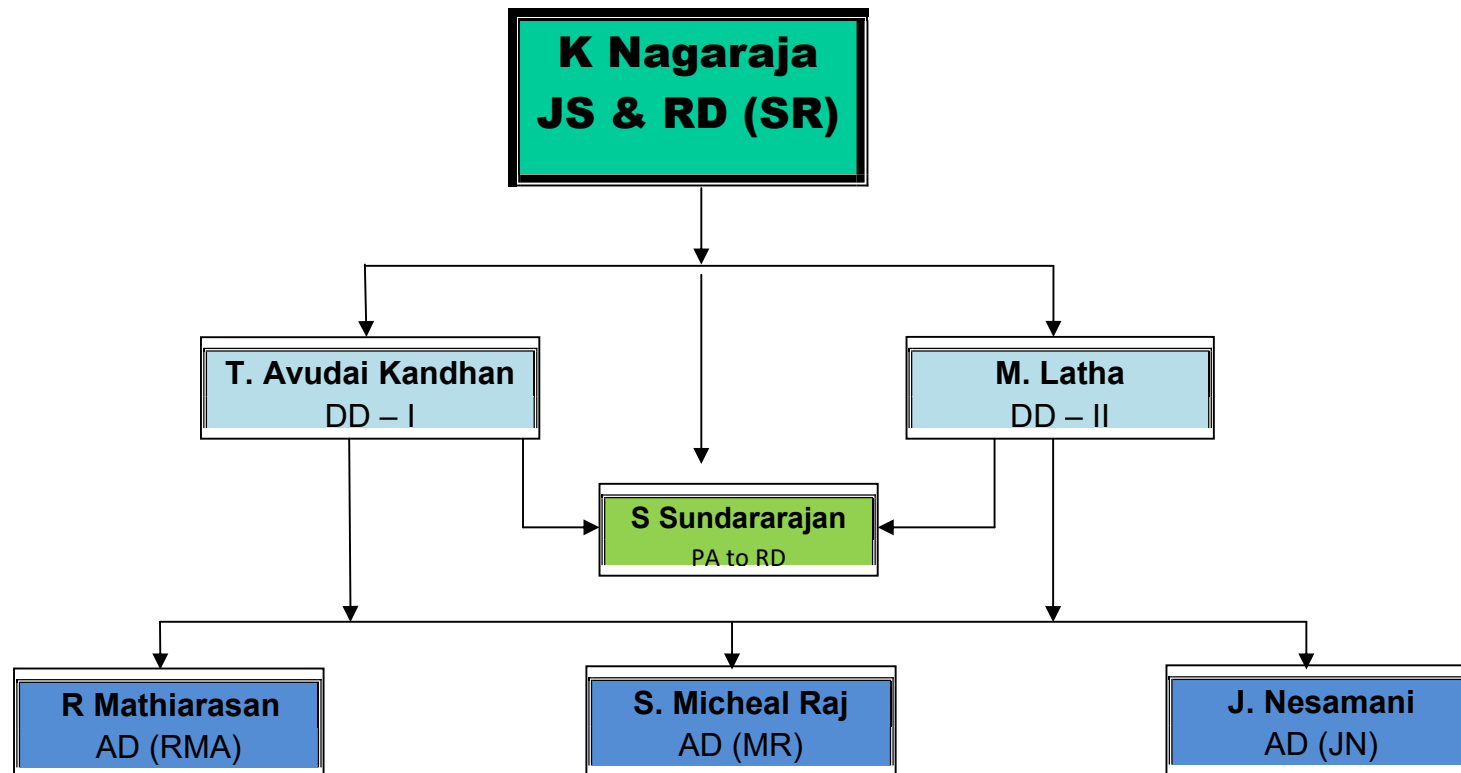 K Nagaraja
JS & RD (SR)
T. Avudai Kandhan
DD – I
M. Latha
DD – II
S Sundararajan
PA to RD
R Mathiarasan
AD (RMA)
S. Micheal Raj
AD (MR)
J. Nesamani
AD (JN)